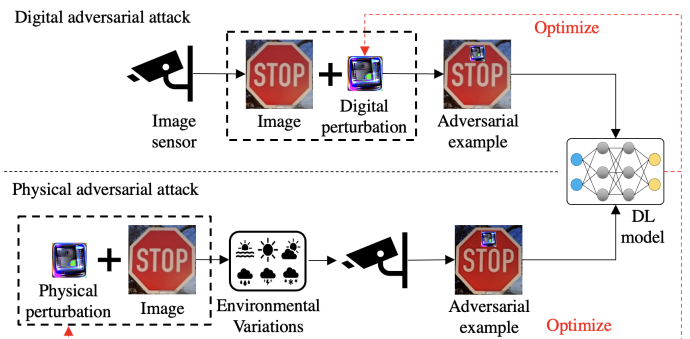 Digital adversarial attack
Optimize
STOP
STOP
Image
sensor
Image
Digital
perturbation
Adversarial
example
Physical adversarial attack
DL
model
STOP
STOP
Physical
perturbation
Image
Environmental
Variations
Adversarial
example
Optimize